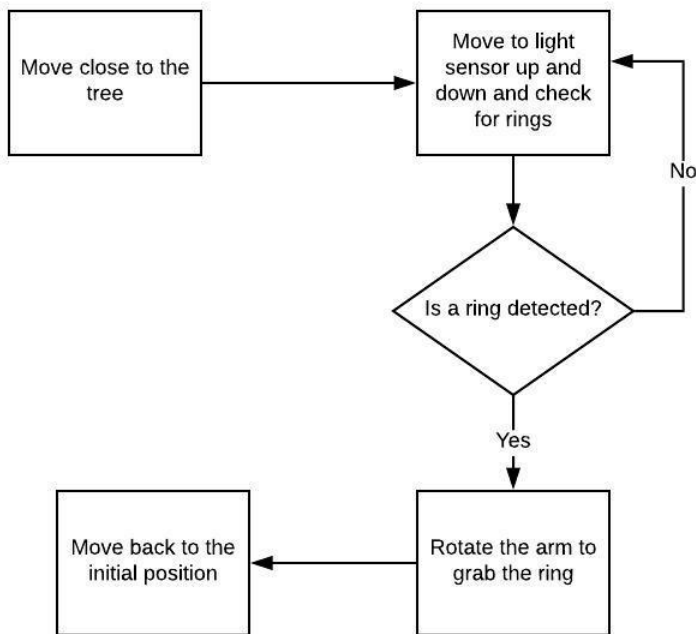 Move close to the
tree
Move to light
sensor up and
down and check
for rings
No
Is a ring detected?
Yes
Rotate the arm to
grab the ring
Move back to the
initial position